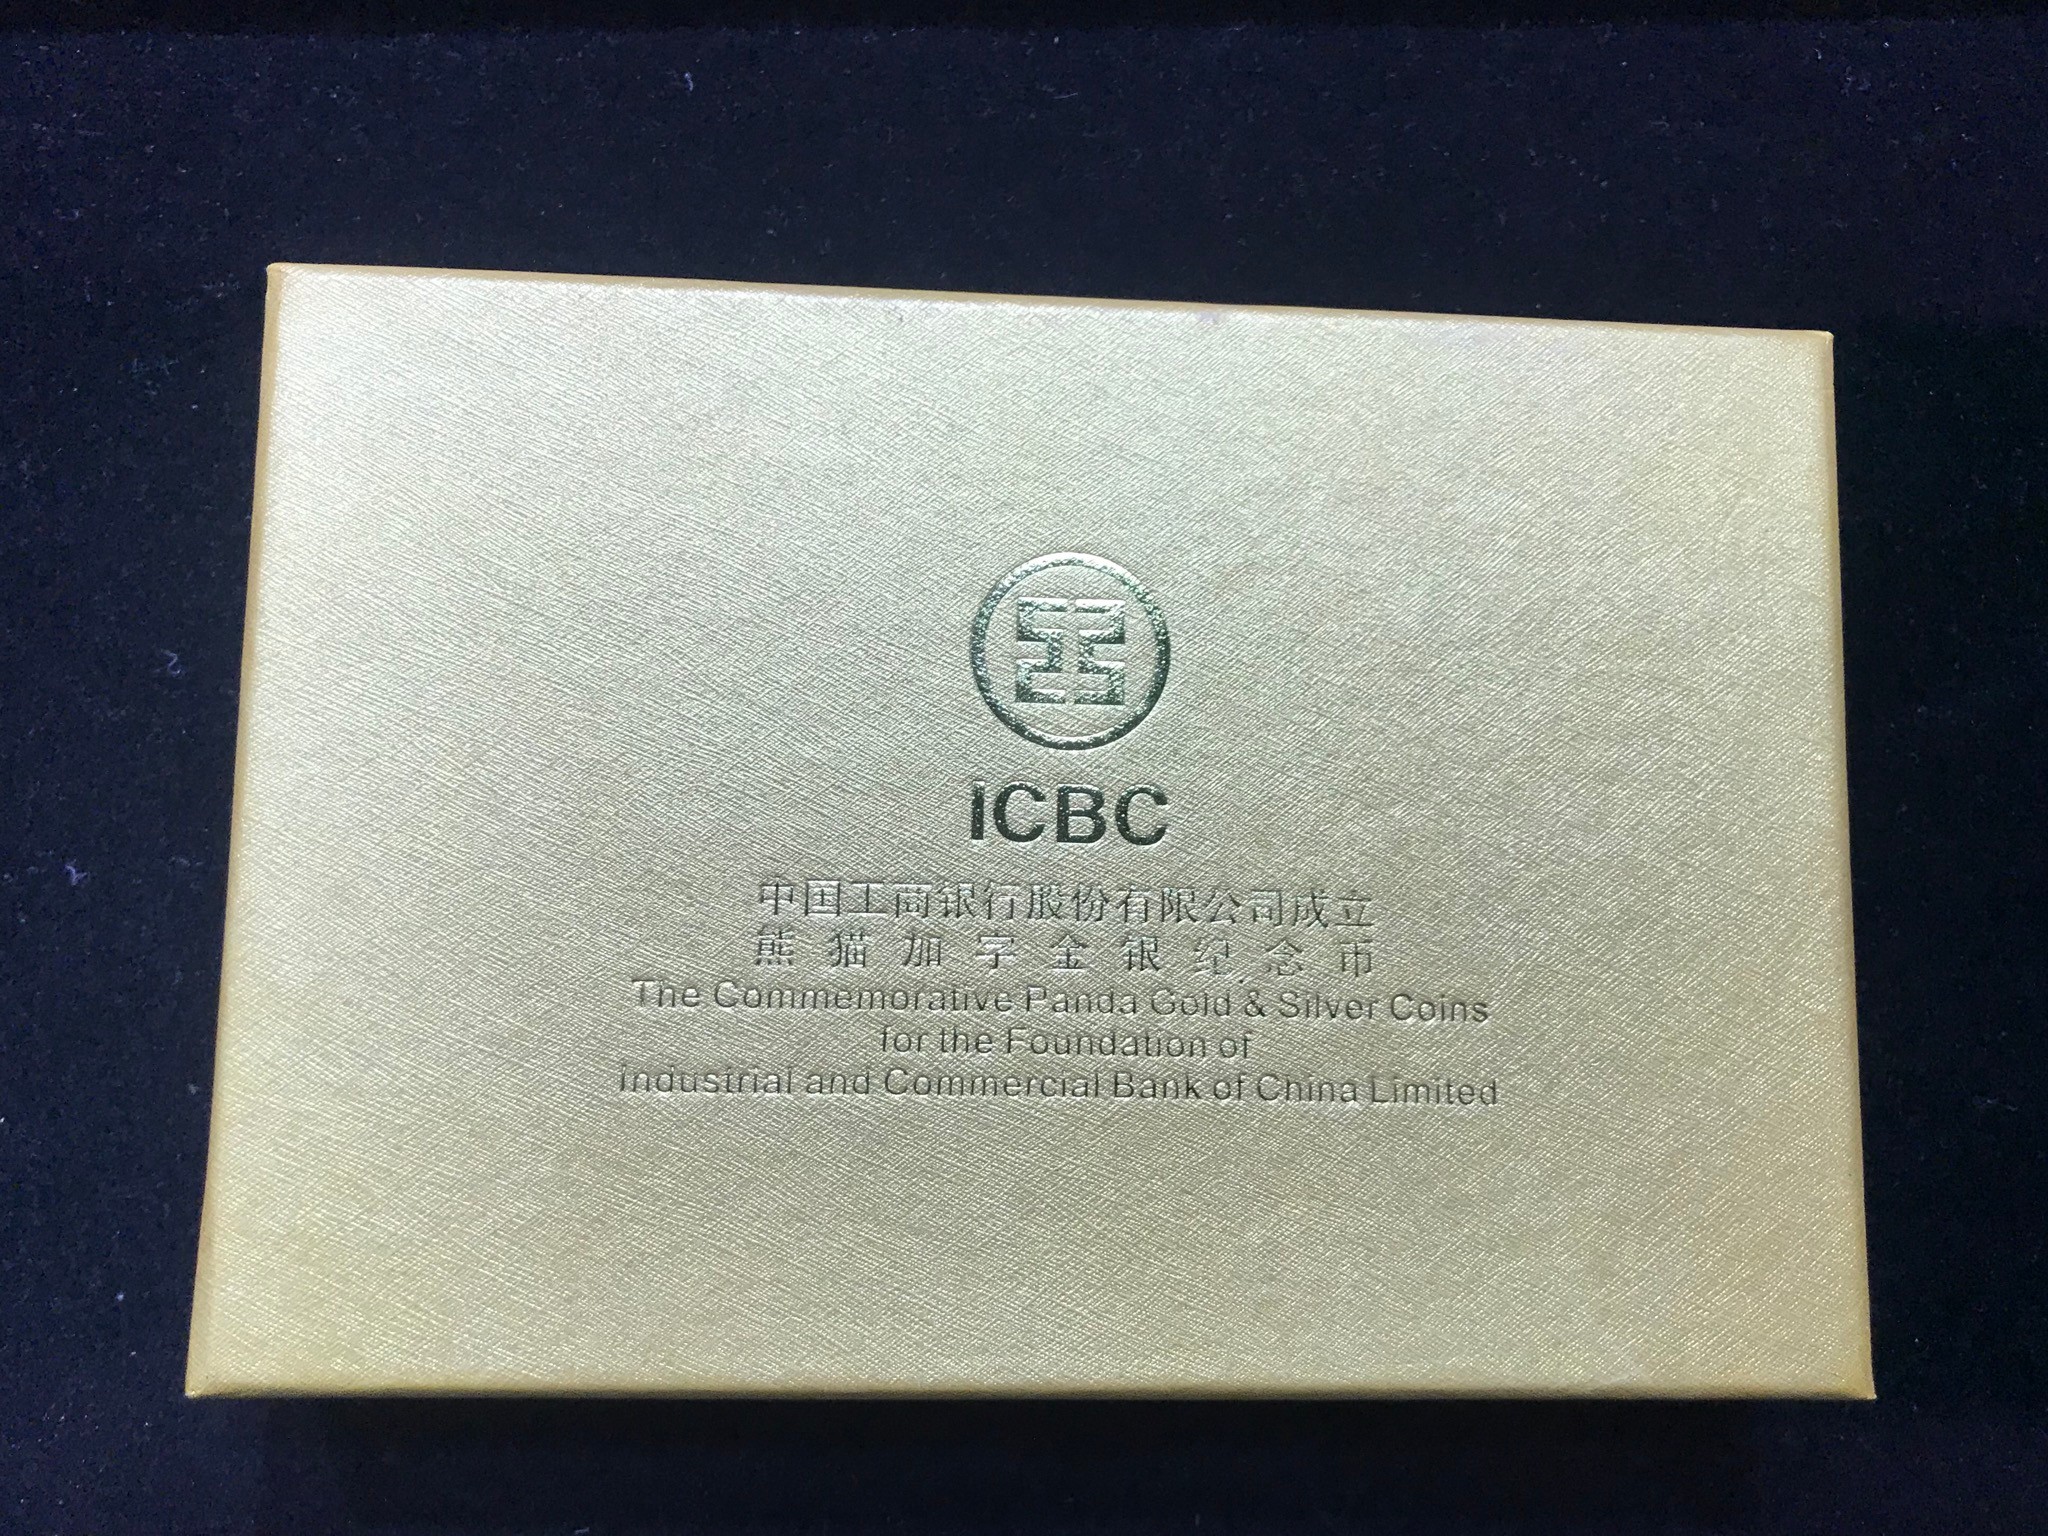 ICBC
中国工商银行股份有限公司成立
熊猫加字金银纪念币
The Commemorative Panda Gold & Silver Coins
for the Foundation of
Industrial and Commercial Bank of China Limited